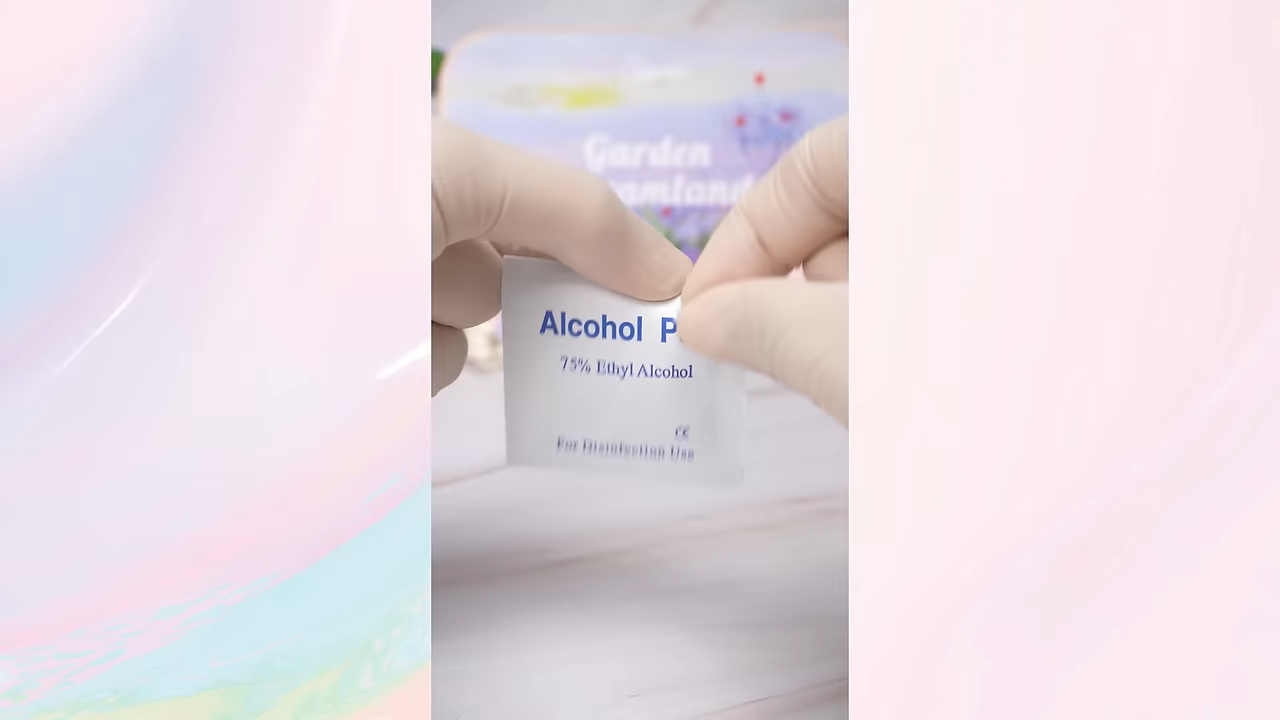 Garden
Alcohol P
75% Ethyl Alcohol
CE
For Disinfection Use